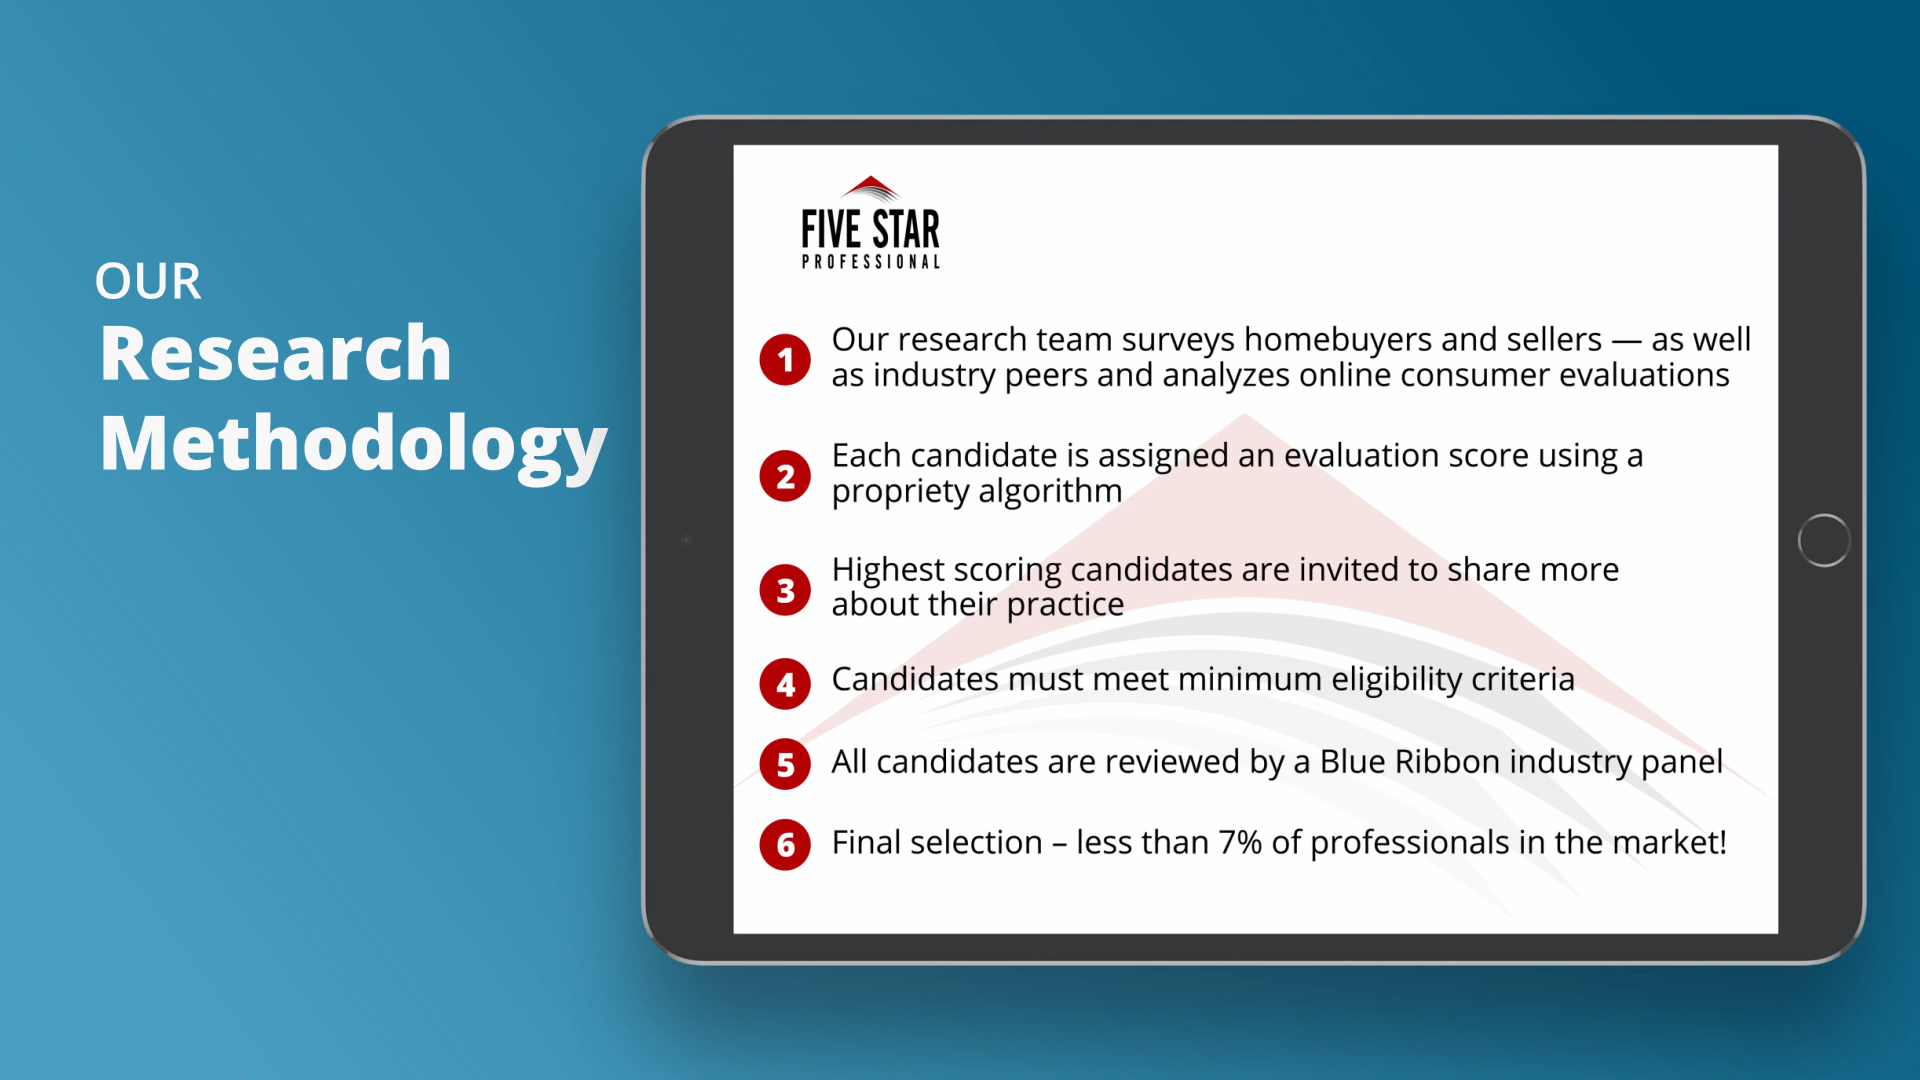 OUR
Research
Methodology
FIVE STAR
PROFESSIONAL
1 Our research team surveys homebuyers and sellers — as well
as industry peers and analyzes online consumer evaluations
2 Each candidate is assigned an evaluation score using a
propriety algorithm
3 Highest scoring candidates are invited to share more
about their practice
4 Candidates must meet minimum eligibility criteria
5 All candidates are reviewed by a Blue Ribbon industry panel
6 Final selection – less than 7% of professionals in the market!